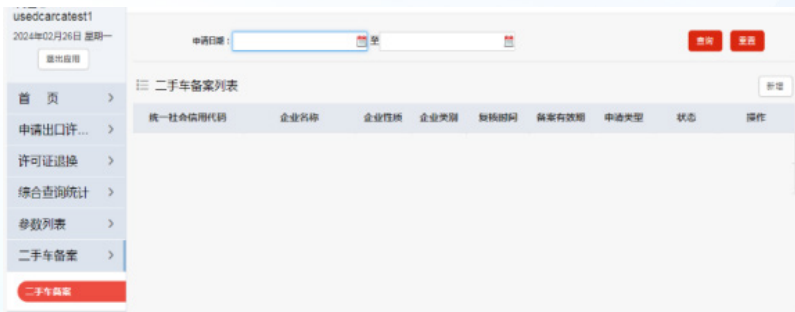 usedcarcatest1
2024年02月26日 星期一
退出应用
首 页
申请出口许...
许可证退换
综合查询统计
参数列表
二手车备案
二手车备案
申请日期： 至
查询 重置
二手车备案列表
新增
统一社会信用代码 企业名称 企业性质 企业类别 复核时间 备案有效期 申请类型 状态 操作